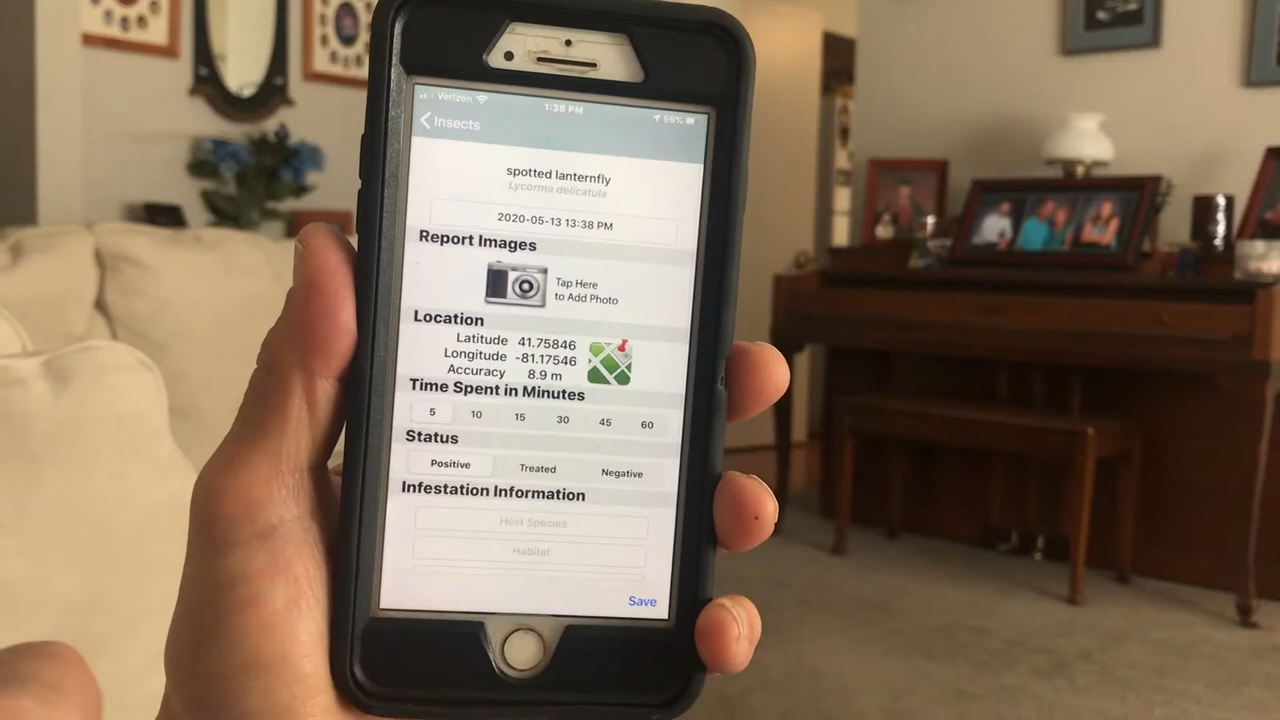 Verizon 1:38 PM 59%
Insects
spotted lanternfly
Lycorma delicatula
2020-05-13 13:38 PM
Report Images
Tap Here
to Add Photo
Location
Latitude 41.75846
Longitude -81.17546
Accuracy 8.9 m
Time Spent in Minutes
5 10 15 30 45 60
Status
Positive Treated Negative
Infestation Information
Host Species
Habitat
Save